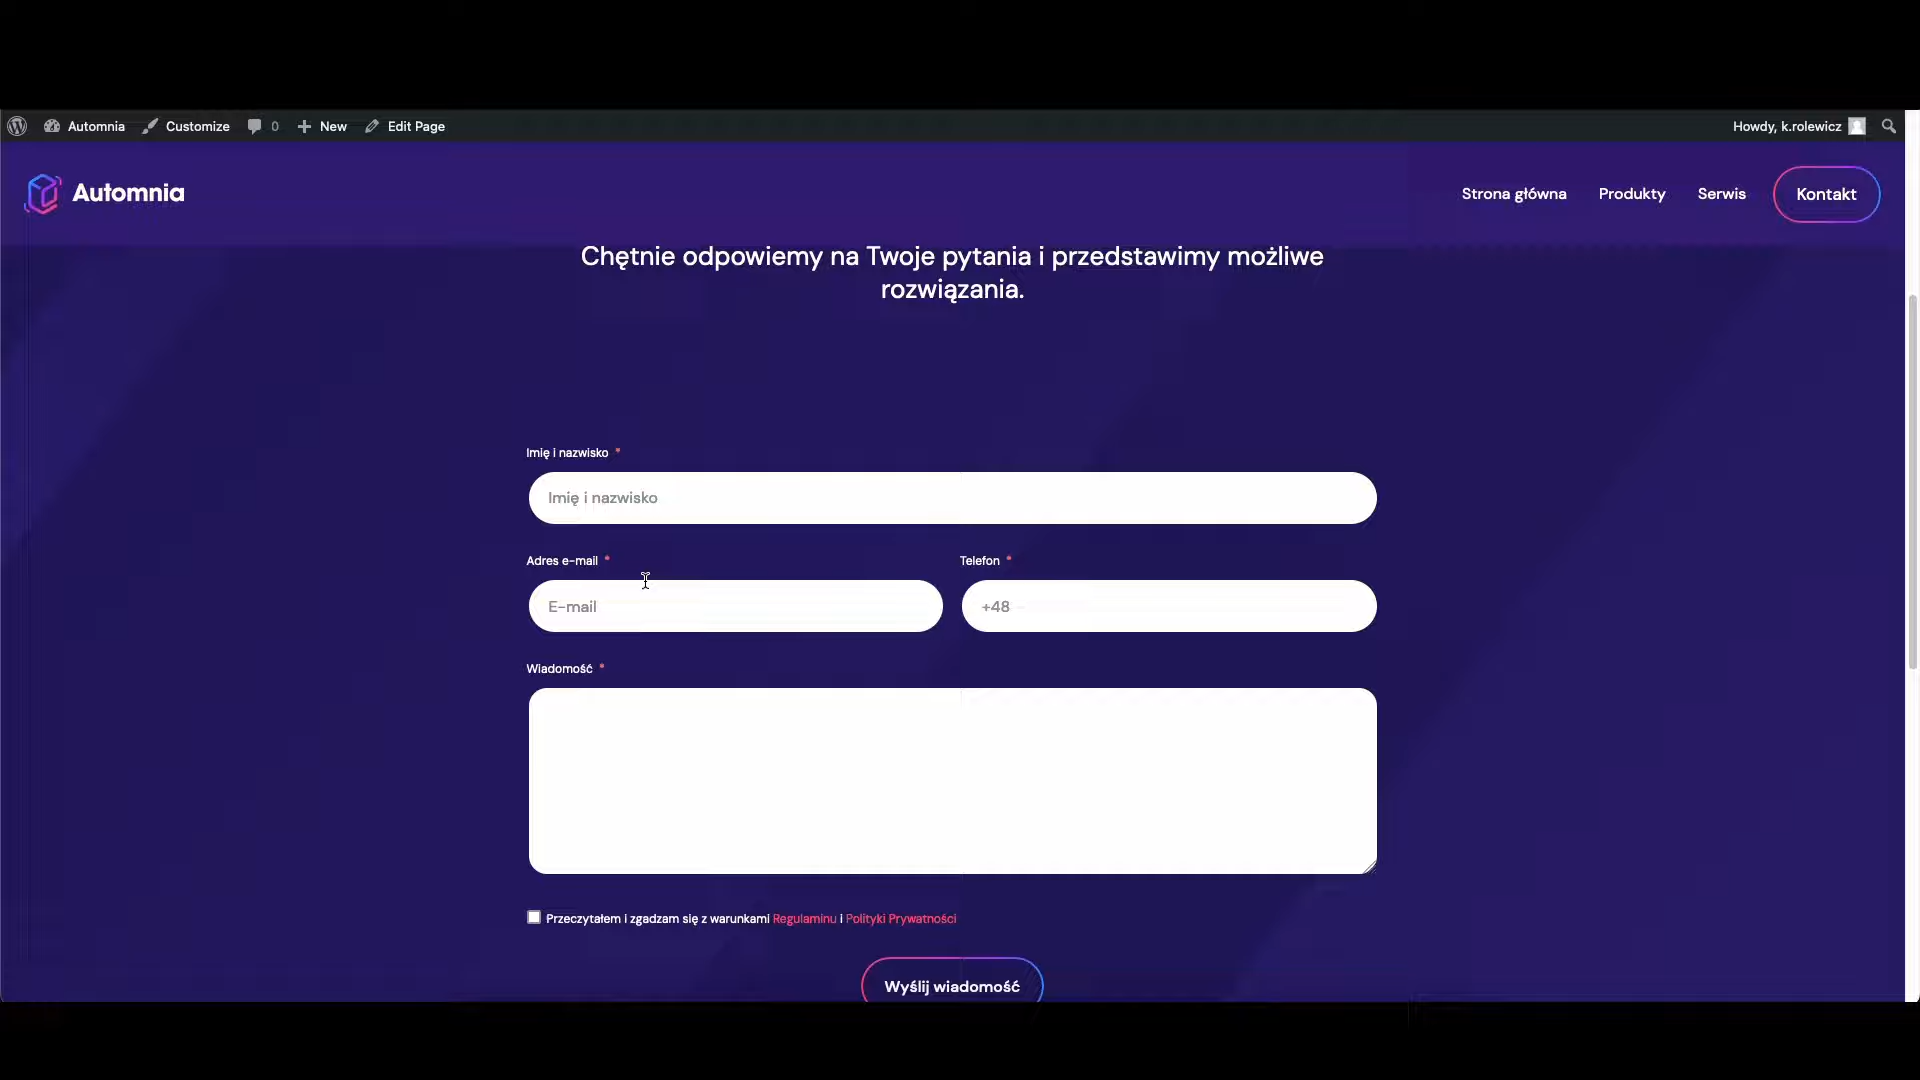 Automnia Customize 0 New Edit Page Howdy, k.rolewicz
Automnia Strona główna Produkty Serwis Kontakt
Chętnie odpowiemy na Twoje pytania i przedstawimy możliwe
rozwiązania.
Imię i nazwisko *
Imię i nazwisko
Adres e-mail * Telefon *
E-mail +48
Wiadomość *
Przeczytałem i zgadzam się z warunkami Regulaminu i Polityki Prywatności
Wyślij wiadomość